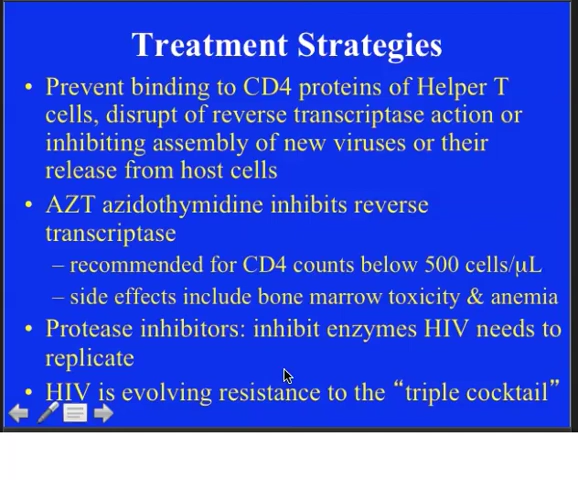 Treatment Strategies
• Prevent binding to CD4 proteins of Helper T
cells, disrupt of reverse transcriptase action or
inhibiting assembly of new viruses or their
release from host cells
• AZT azidothymidine inhibits reverse
transcriptase
– recommended for CD4 counts below 500 cells/μL
– side effects include bone marrow toxicity & anemia
• Protease inhibitors: inhibit enzymes HIV needs to
replicate
• HIV is evolving resistance to the “triple cocktail”